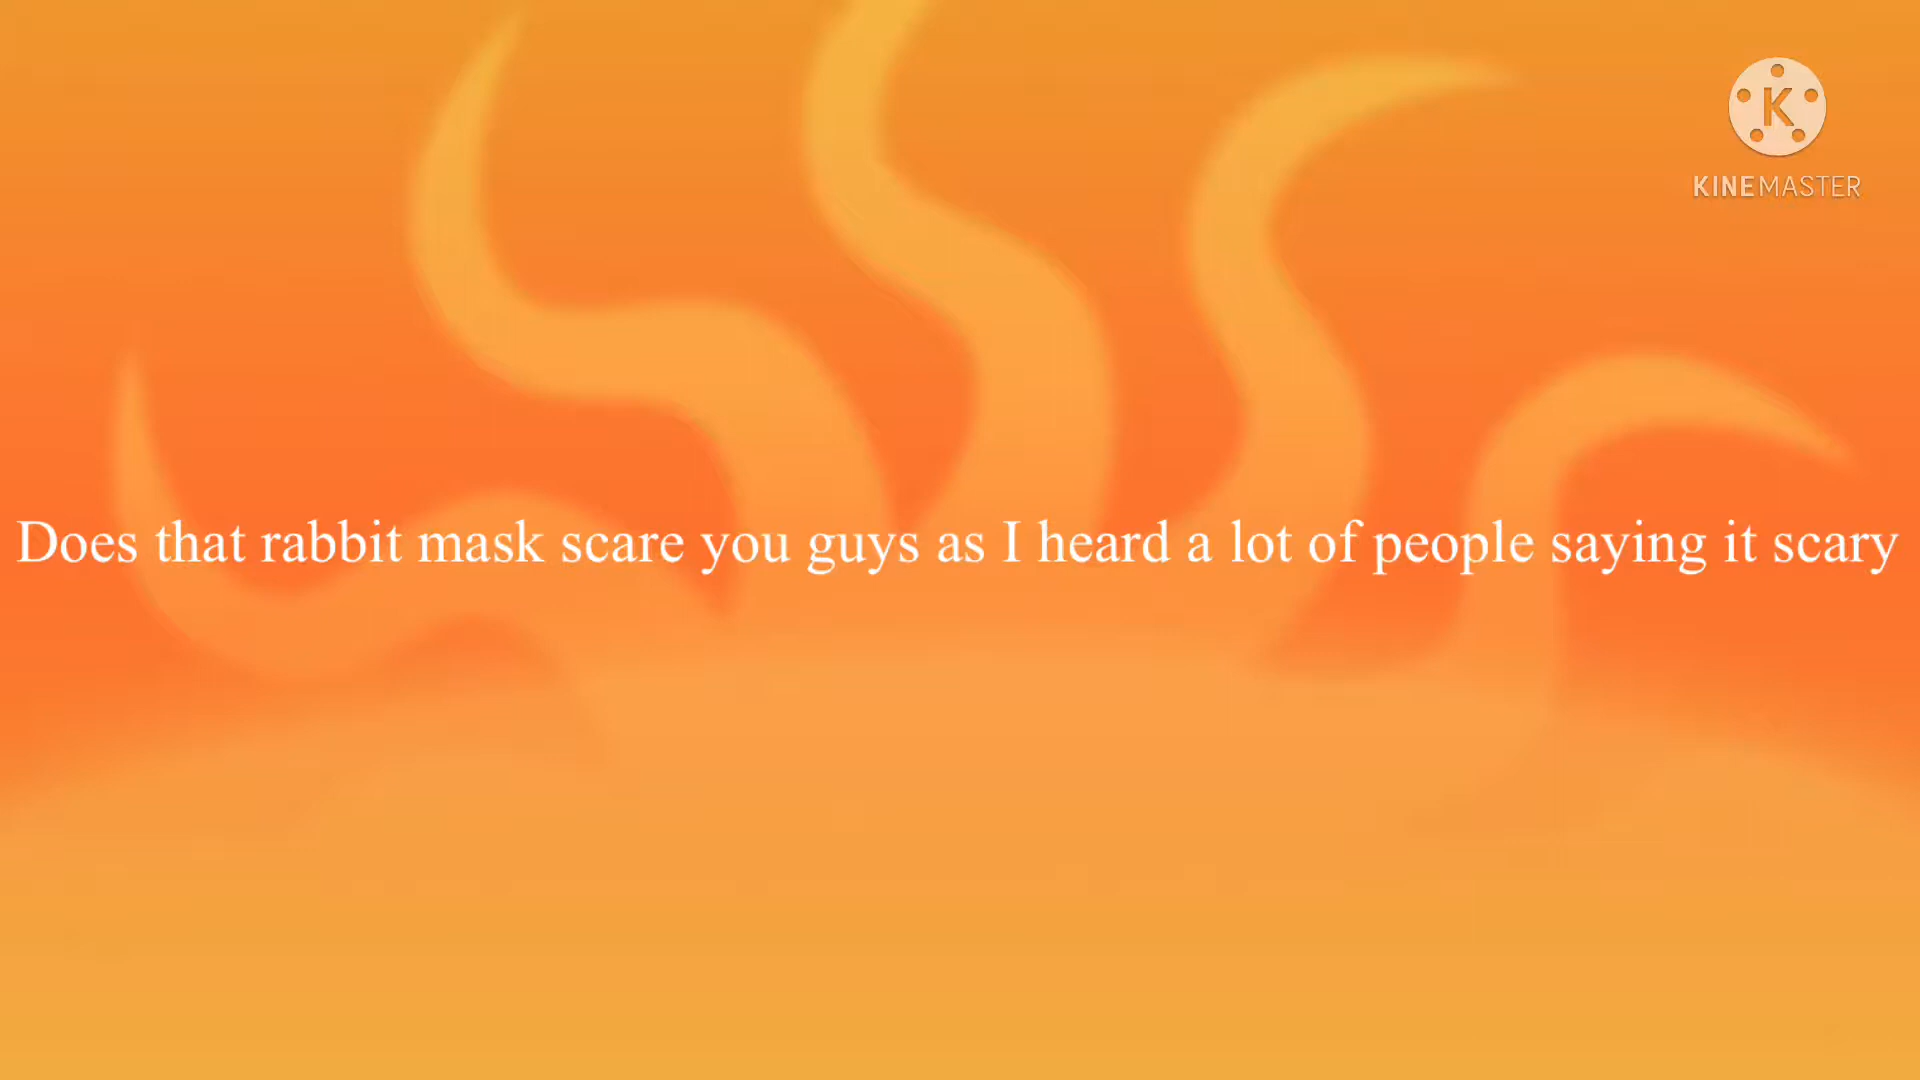 K
KINEMASTER
Does that rabbit mask scare you guys as I heard a lot of people saying it scary